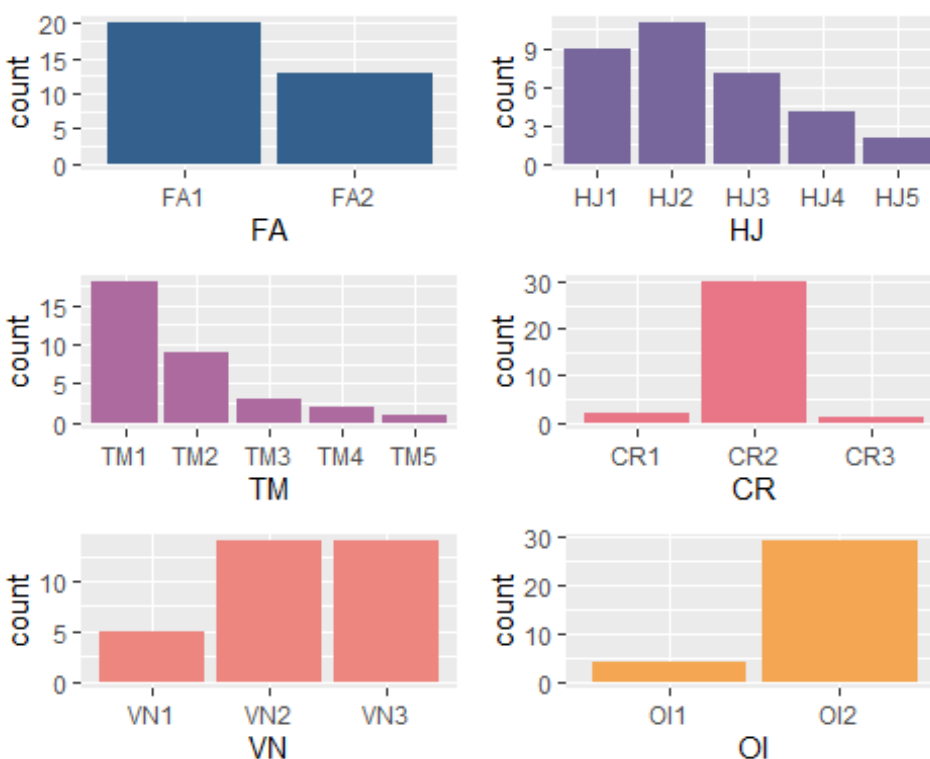 count
20
15
10
5
0
FA1 FA2
FA
count
9
6
3
0
HJ1 HJ2 HJ3 HJ4 HJ5
HJ
count
15
10
5
0
TM1 TM2 TM3 TM4 TM5
TM
count
30
20
10
0
CR1 CR2 CR3
CR
count
10
5
0
VN1 VN2 VN3
VN
count
30
20
10
0
OI1 OI2
OI